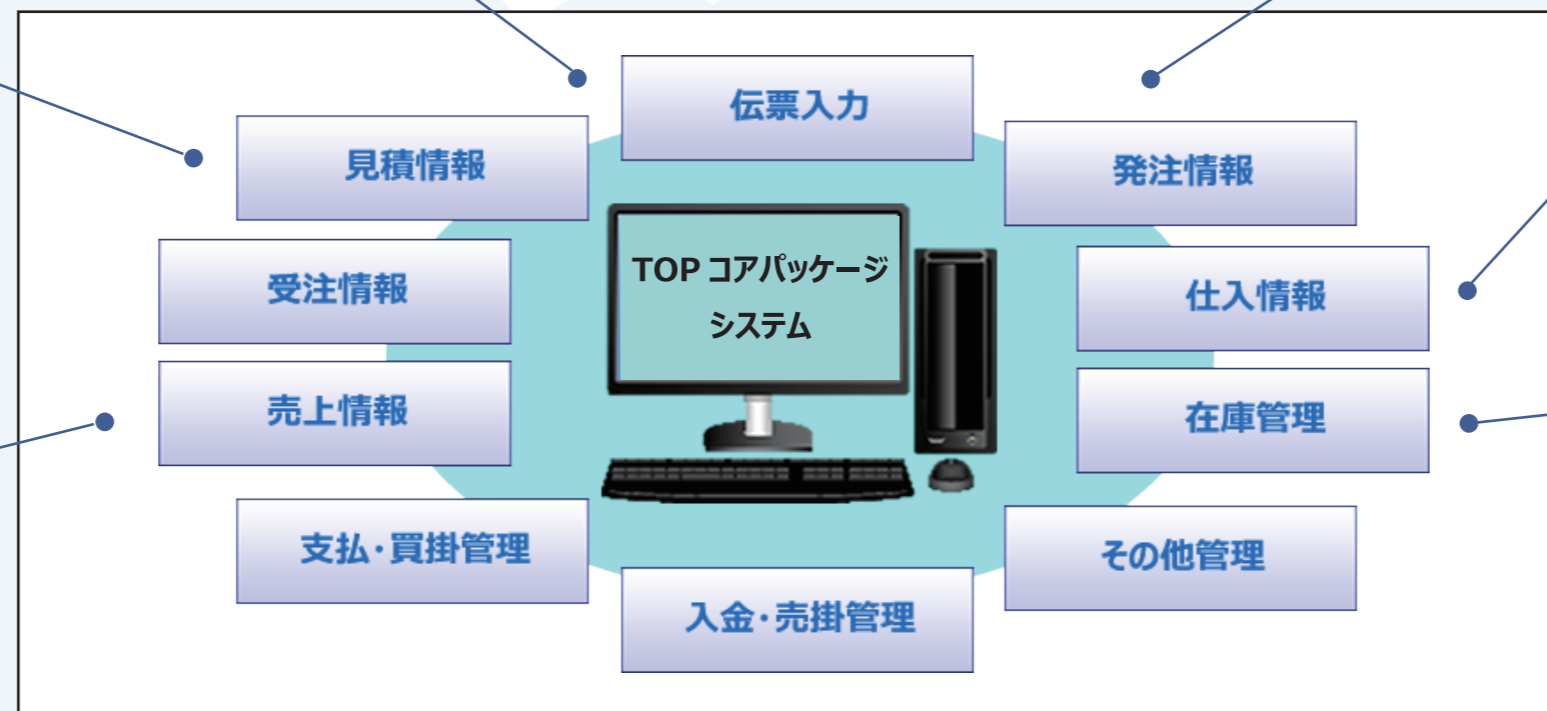 伝票入力
見積情報
発注情報
TOP コアパッケージ
システム
受注情報
仕入情報
売上情報
在庫管理
支払・買掛管理
その他管理
入金・売掛管理